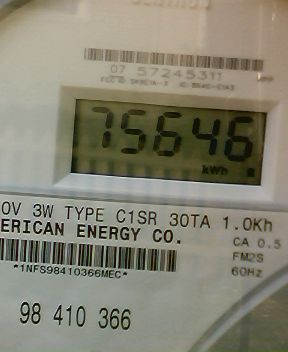 07 57245311
75646
kWh
0V 3W TYPE C1SR 30TA 1.0Kh
ERICAN ENERGY CO.
CA 0.5
FM2S
*1NFS98410366MEC*
60Hz
98 410 366